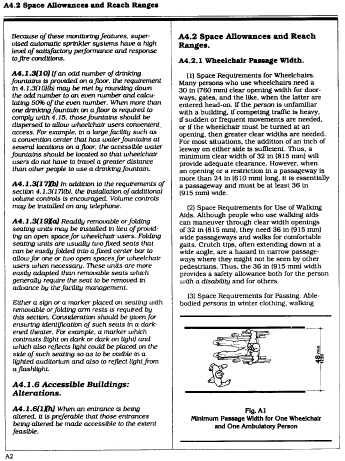 A4.2 Space Allowances and Reach Ranges
Because of these monitoring features, super-
vised automatic sprinkler systems have a high
level of satisfactory performance and response
to fire conditions.
A4.1.3(10) If an odd number of drinking
fountains is provided on a floor, the requirement
in 4.1.3(10)(b) may be met by rounding down
the odd number to an even number and calcu-
lating 50% of the even number. When more than
one drinking fountain on a floor is required to
comply with 4.15, those fountains should be
dispersed to allow wheelchair users convenient
access. For example, in a large facility such as
a convention center that has water fountains at
several locations on a floor, the accessible water
fountains should be located so that wheelchair
users do not have to travel a greater distance
than other people to use a drinking fountain.
A4.1.3(17)(b) In addition to the requirements of
section 4.1.3(17)(b), the installation of additional
volume controls is encouraged. Volume controls
may be installed on any telephone.
A4.1.3(19)(a) Readily removable or folding
seating units may be installed in lieu of provid-
ing an open space for wheelchair users. Folding
seating units are usually two fixed seats that
can be easily folded into a fixed center bar to
allow for one or two open spaces for wheelchair
users when necessary. These units are more
easily adapted than removable seats which
generally require the seat to be removed in
advance by the facility management.
Either a sign or a marker placed on seating with
removable or folding arm rests is required by
this section. Consideration should be given for
ensuring identification of such seats in a dark-
ened theater. For example, a marker which
contrasts (light on dark or dark on light) and
which also reflects light could be placed on the
side of such seating so as to be visible in a
lighted auditorium and also to reflect light from
a flashlight.
A4.1.6 Accessible Buildings:
Alterations.
A4.1.6(1)(h) When an entrance is being
altered, it is preferable that those entrances
being altered be made accessible to the extent
feasible.
A4.2 Space Allowances and Reach
Ranges.
A4.2.1 Wheelchair Passage Width.
(1) Space Requirements for Wheelchairs.
Many persons who use wheelchairs need a
30 in (760 mm) clear opening width for door-
ways, gates, and the like, when the latter are
entered head-on. If the person is unfamiliar
with a building, if competing traffic is heavy,
if sudden or frequent movements are needed,
or if the wheelchair must be turned at an
opening, then greater clear widths are needed.
For most situations, the addition of an inch of
leeway on either side is sufficient. Thus, a
minimum clear width of 32 in (815 mm) will
provide adequate clearance. However, when
an opening or a restriction in a passageway is
more than 24 in (610 mm) long, it is essentially
a passageway and must be at least 36 in
(915 mm) wide.
(2) Space Requirements for Use of Walking
Aids. Although people who use walking aids
can maneuver through clear width openings
of 32 in (815 mm), they need 36 in (915 mm)
wide passageways and walks for comfortable
gaits. Crutch tips, often extending down at a
wide angle, are a hazard in narrow passage-
ways where they might not be seen by other
pedestrians. Thus, the 36 in (915 mm) width
provides a safety allowance both for the person
with a disability and for others.
(3) Space Requirements for Passing. Able-
bodied persons in winter clothing, walking
48 min
Fig. A1
Minimum Passage Width for One Wheelchair
and One Ambulatory Person
A2